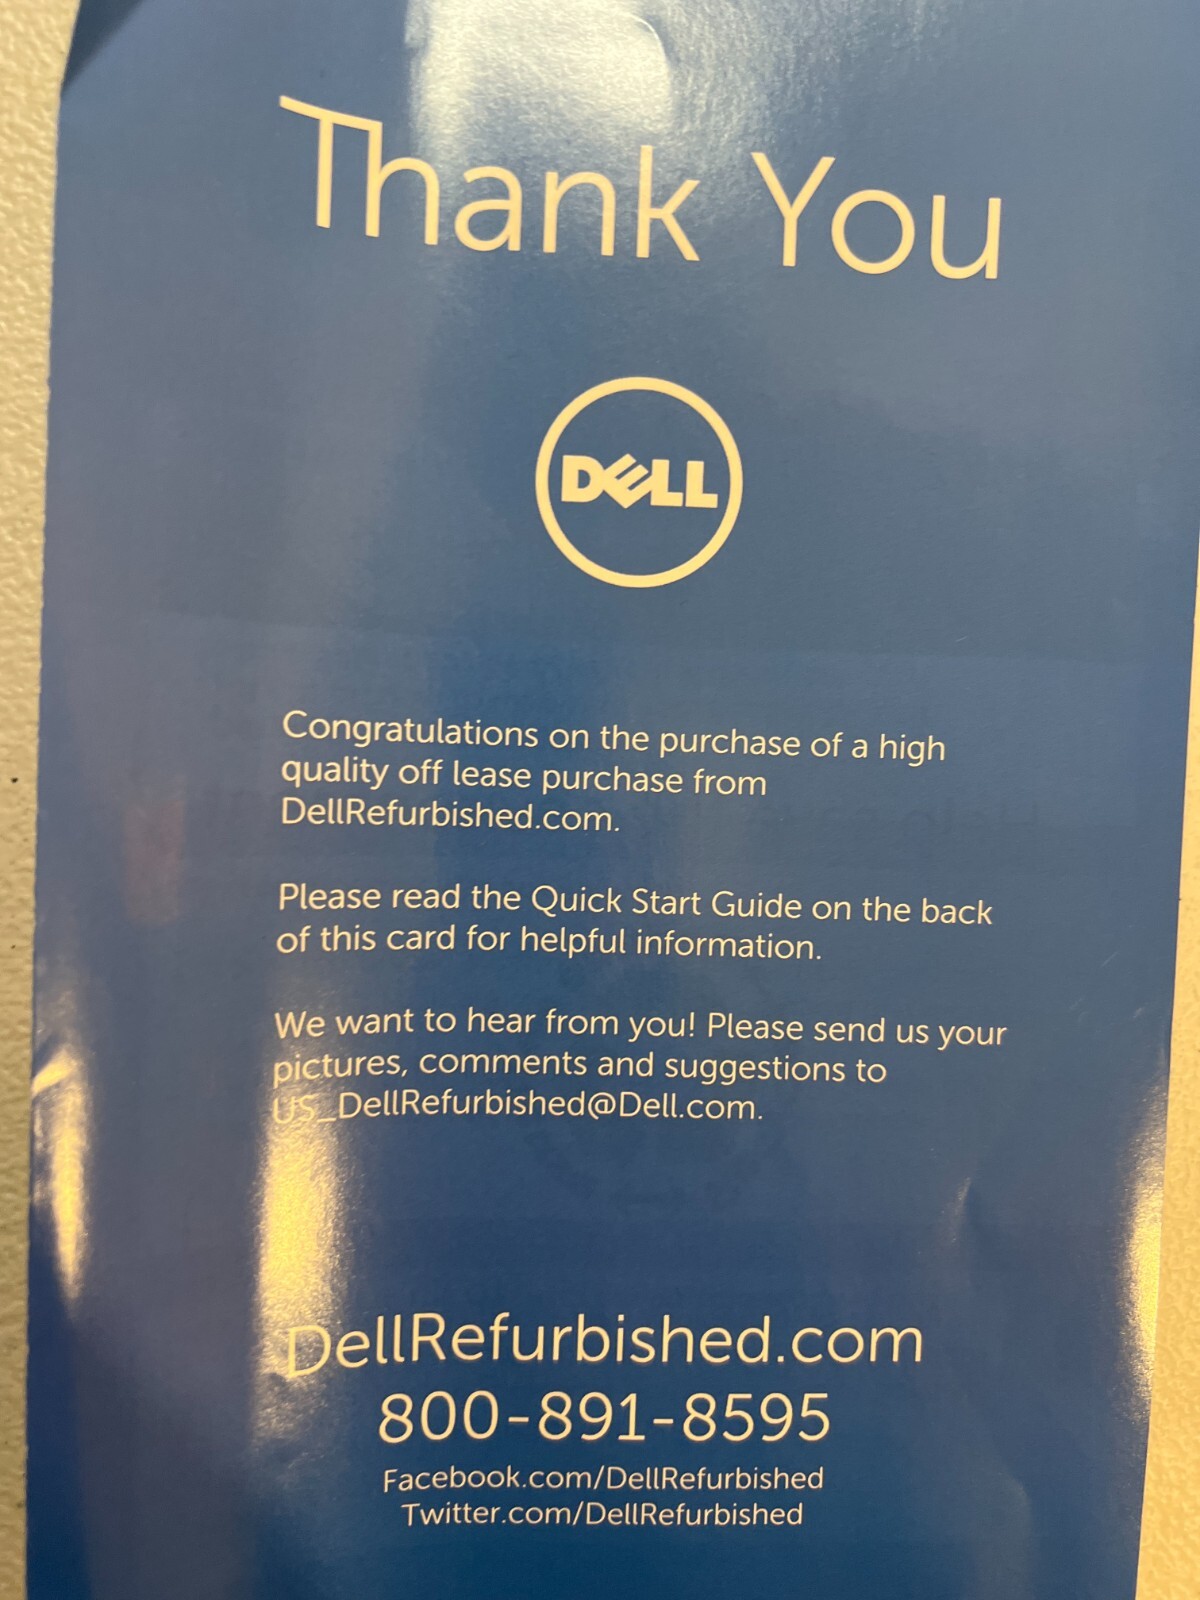 Thank You
DELL
Congratulations on the purchase of a high
quality off lease purchase from
DellRefurbished.com.
Please read the Quick Start Guide on the back
of this card for helpful information.
We want to hear from you! Please send us your
pictures, comments and suggestions to
US_DellRefurbished@Dell.com.
DellRefurbished.com
800-891-8595
Facebook.com/DellRefurbished
Twitter.com/DellRefurbished